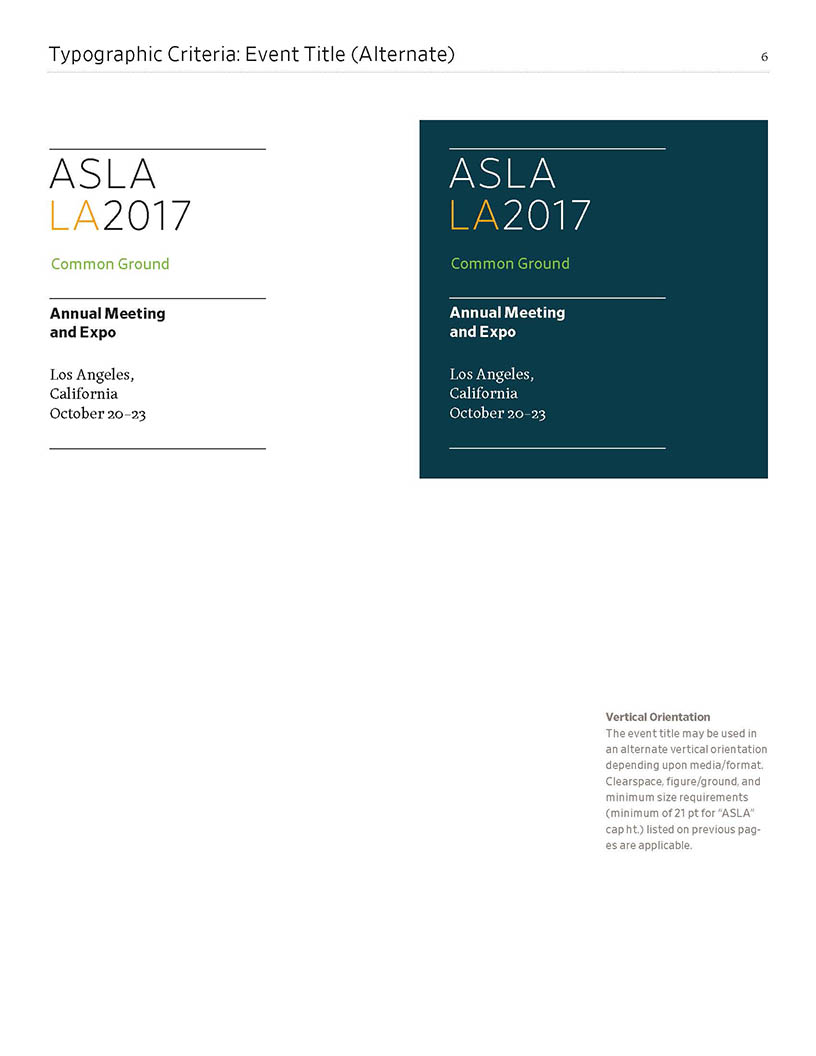 Typographic Criteria: Event Title (Alternate)
6
ASLA
LA2017
Common Ground
Annual Meeting
and Expo
Los Angeles,
California
October 20–23
ASLA
LA2017
Common Ground
Annual Meeting
and Expo
Los Angeles,
California
October 20–23
Vertical Orientation
The event title may be used in
an alternate vertical orientation
depending upon media/format.
Clearspace, figure/ground, and
minimum size requirements
(minimum of 21 pt for "ASLA"
cap ht.) listed on previous pag-
es are applicable.